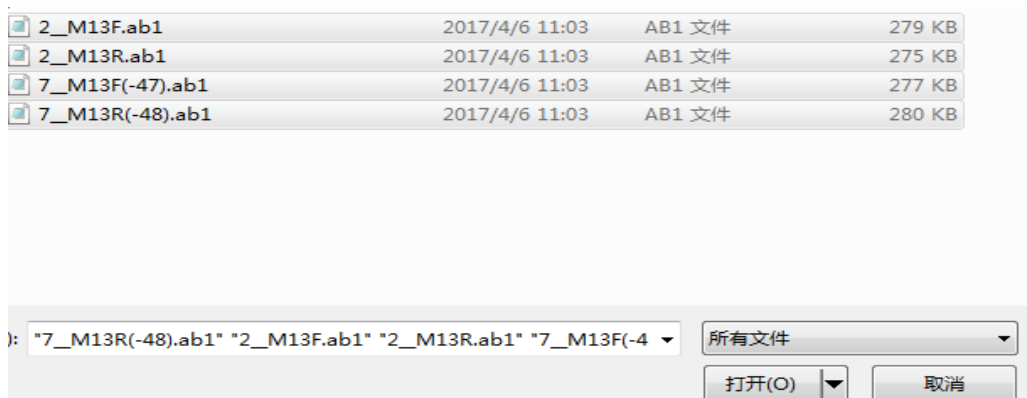 2__M13F.ab1 2017/4/6 11:03 AB1 文件 279 KB
2__M13R.ab1 2017/4/6 11:03 AB1 文件 275 KB
7__M13F(-47).ab1 2017/4/6 11:03 AB1 文件 277 KB
7__M13R(-48).ab1 2017/4/6 11:03 AB1 文件 280 KB
): "7__M13R(-48).ab1" "2__M13F.ab1" "2__M13R.ab1" "7__M13F(-4 所有文件
打开(O) 取消